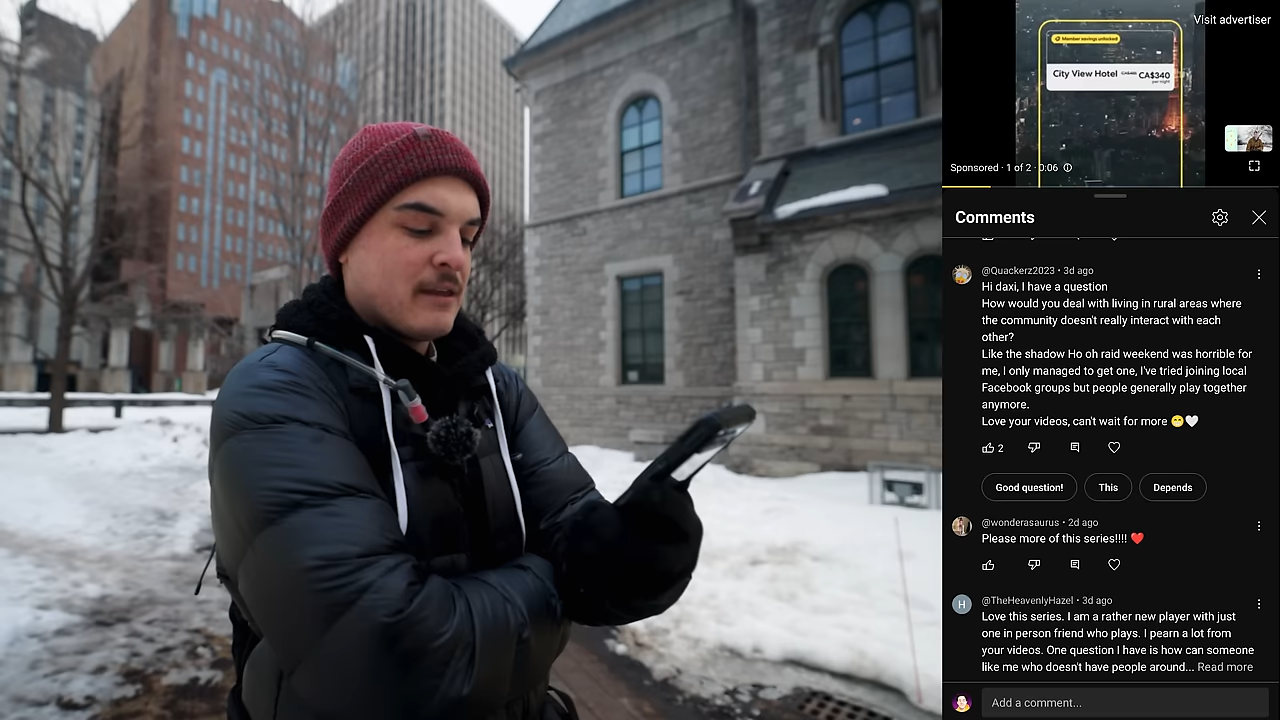 Visit advertiser
Member savings unlocked
City View Hotel CA$340
per night
Sponsored · 1 of 2 · 0:06
Comments
@Quackerz2023 • 3d ago
Hi daxi, I have a question
How would you deal with living in rural areas where
the community doesn't really interact with each
other?
Like the shadow Ho oh raid weekend was horrible for
me, I only managed to get one, I've tried joining local
Facebook groups but people generally play together
anymore.
Love your videos, can't wait for more 😁🤍
2
Good question! This Depends
@wonderasaurus • 2d ago
Please more of this series!!!! ❤️
H @TheHeavenlyHazel • 3d ago
Love this series. I am a rather new player with just
one in person friend who plays. I pearn a lot from
your videos. One question I have is how can someone
like me who doesn't have people around... Read more
Add a comment...